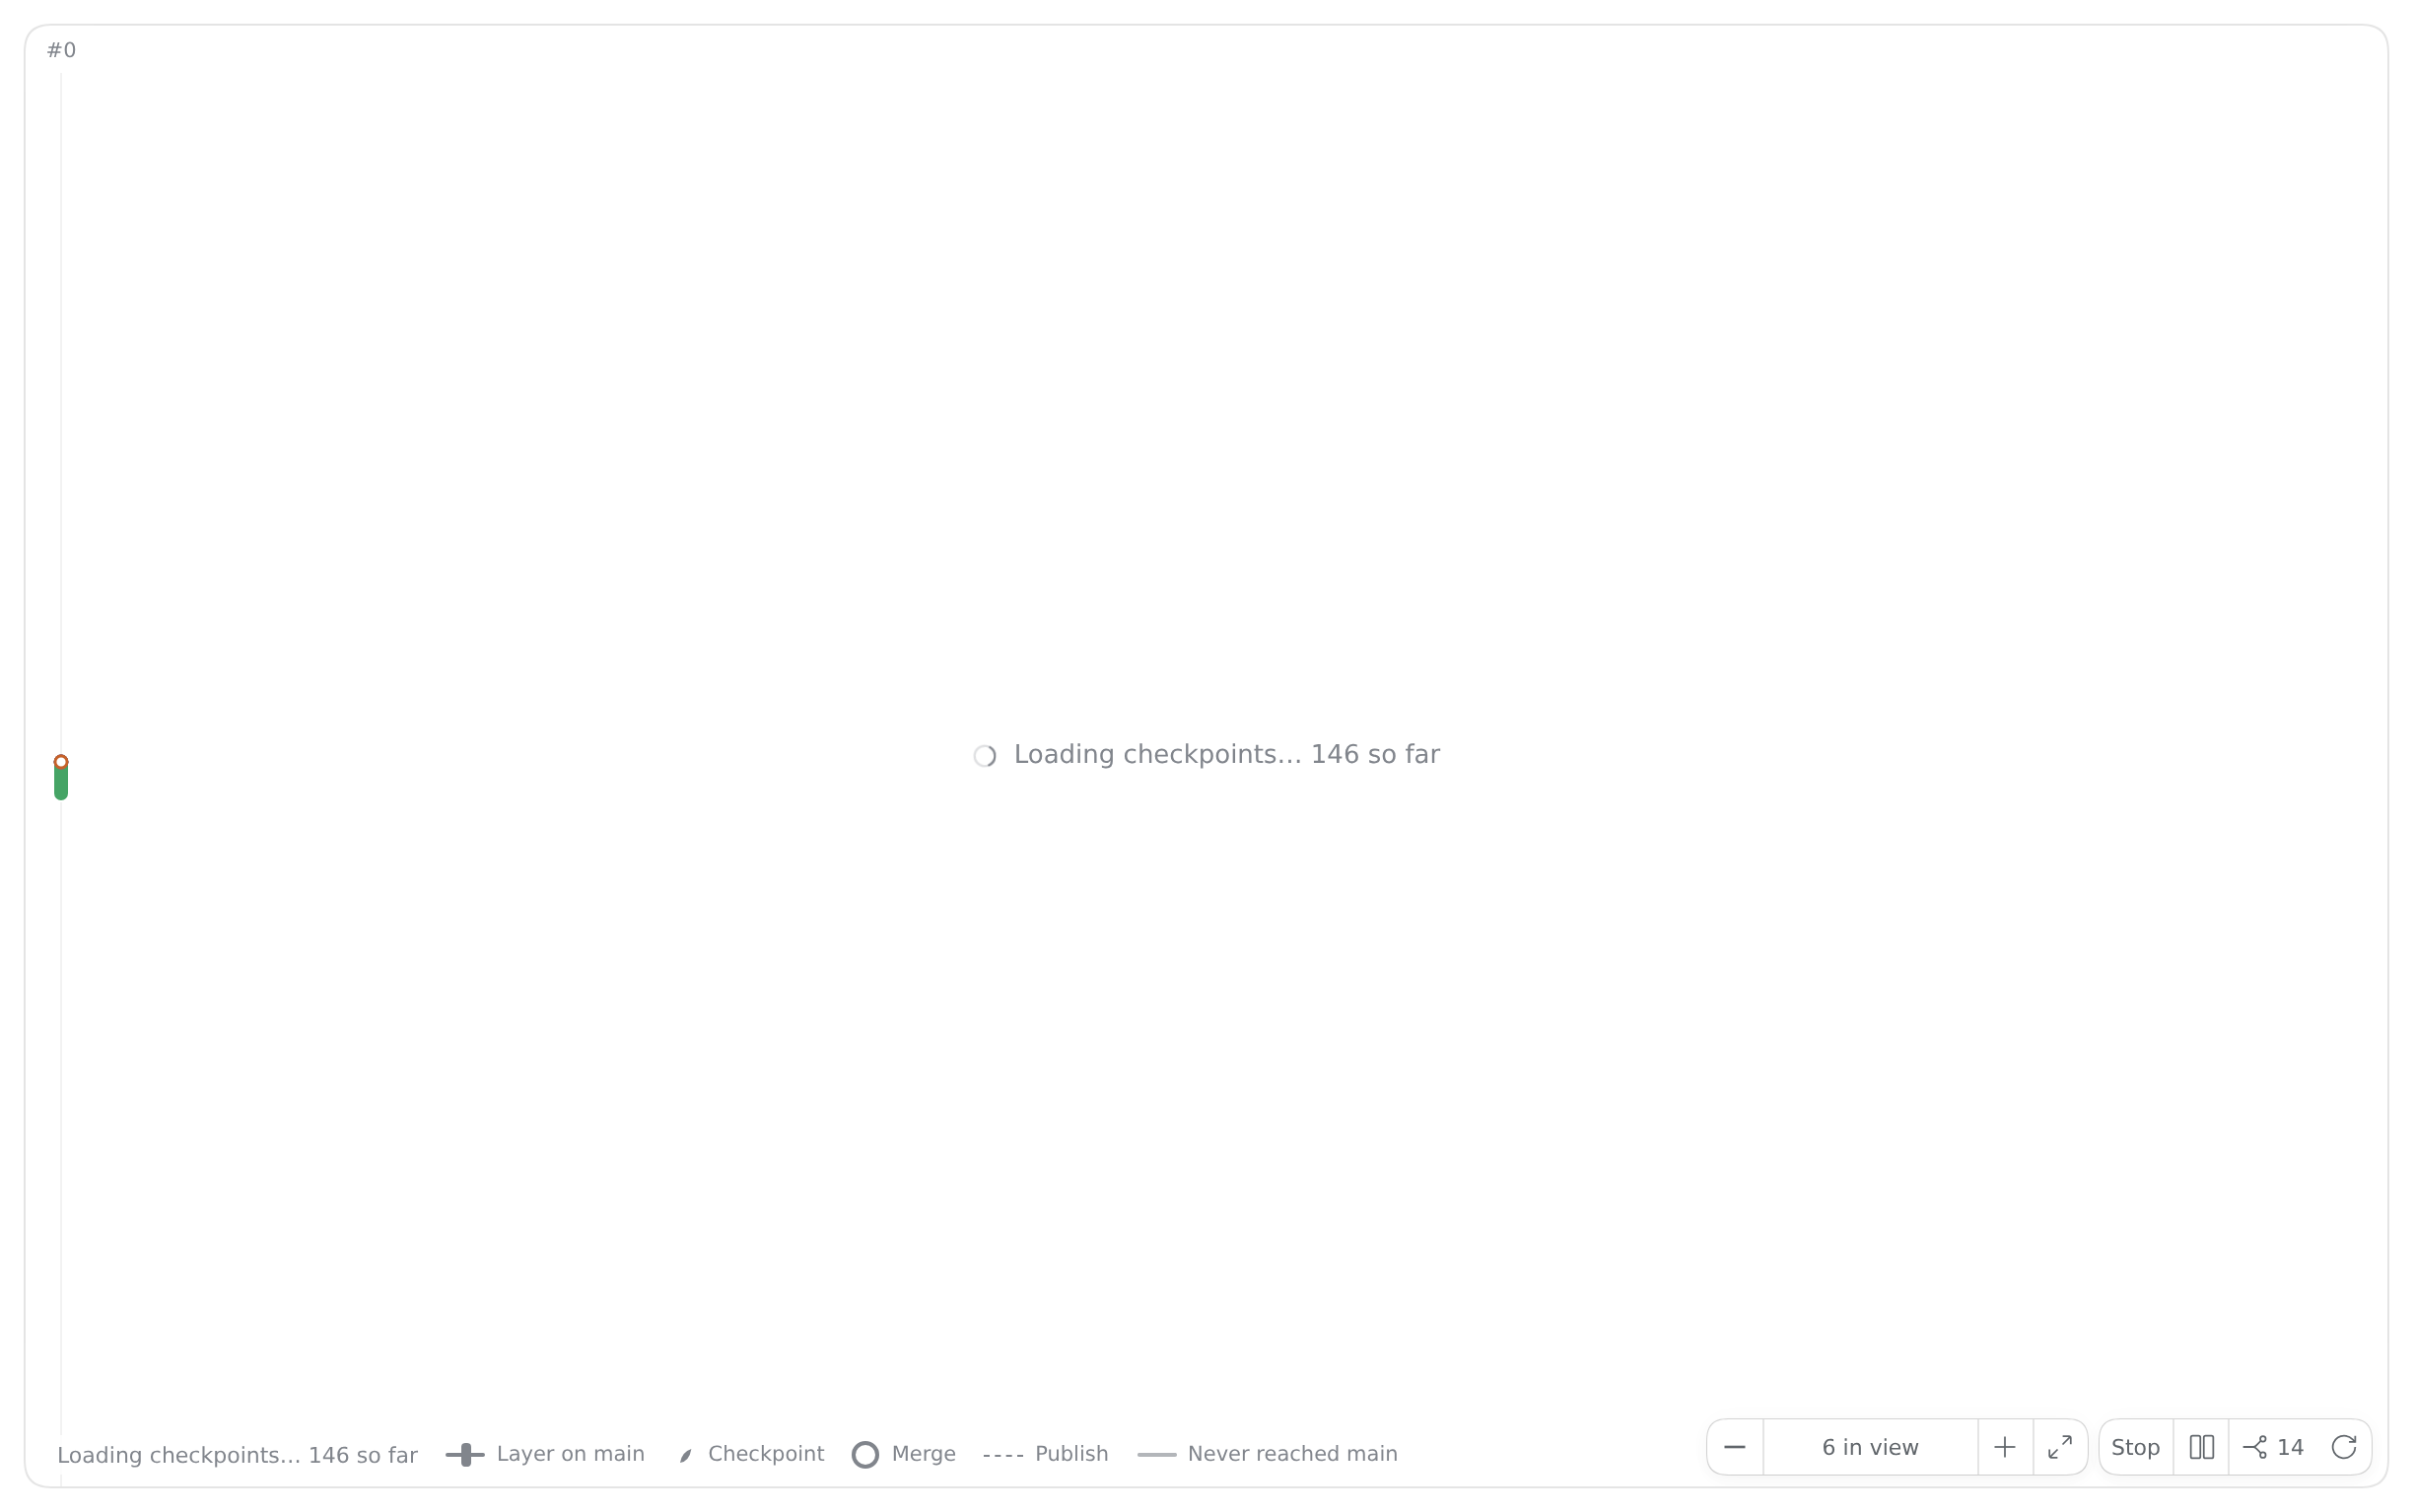 #0
Loading checkpoints... 146 so far
Loading checkpoints... 146 so far
Layer on main
Checkpoint
Merge
Publish
Never reached main
6 in view
Stop
14